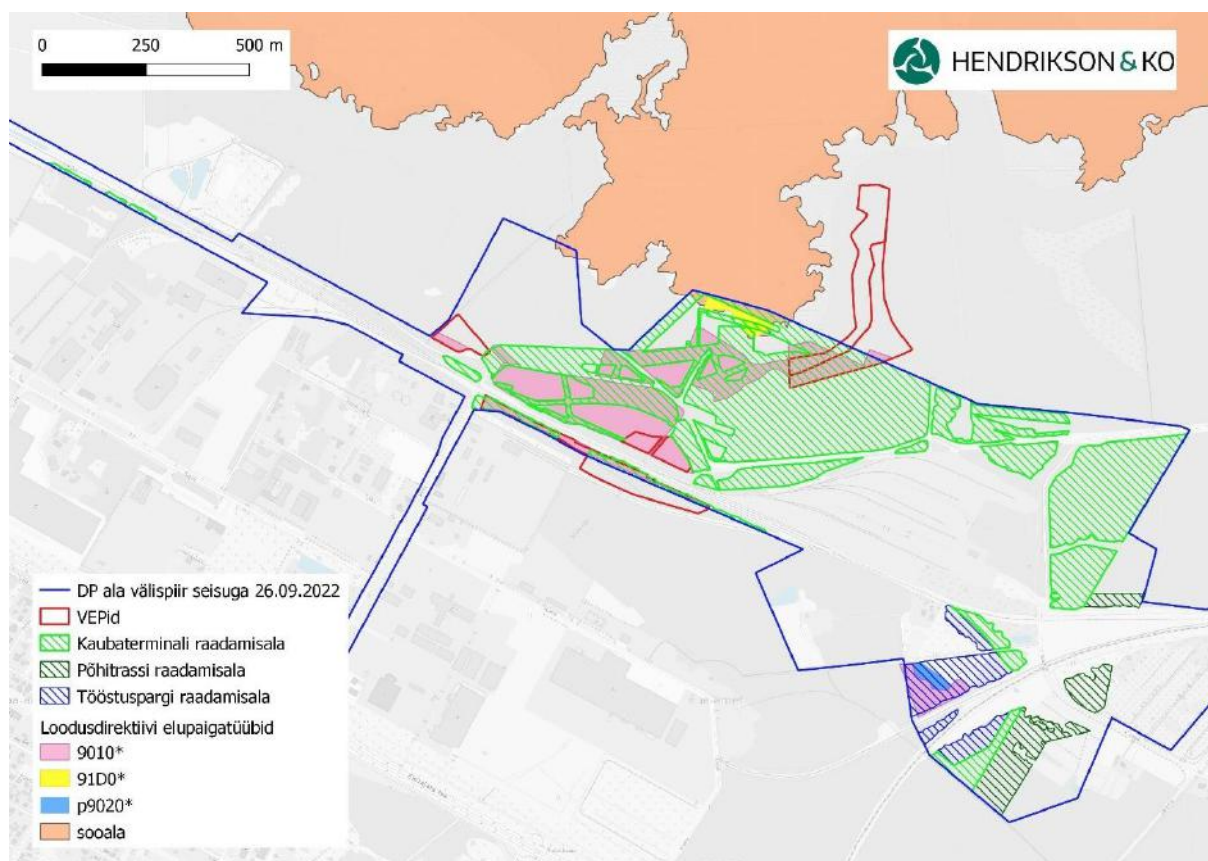 0 250 500 m
HENDRIKSON & KO
DP ala välispiir seisuga 26.09.2022
VEPid
Kaubaterminali raadamisala
Põhitrassi raadamisala
Tööstuspargi raadamisala
Loodusdirektiivi elupaigatüübid
9010*
91D0*
p9020*
sooala